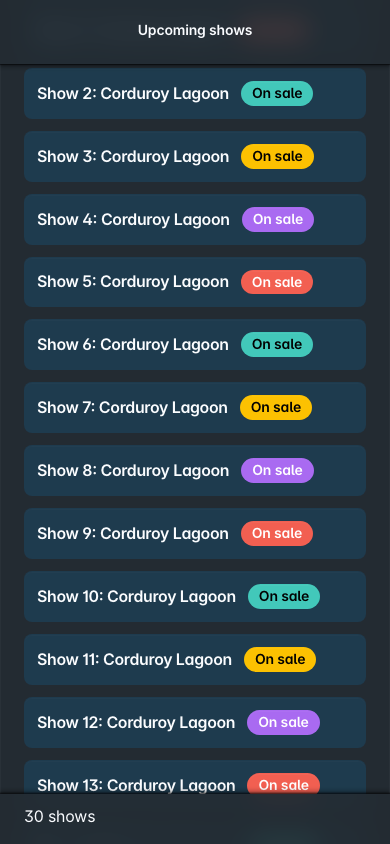 Upcoming shows
Show 2: Corduroy Lagoon On sale
Show 3: Corduroy Lagoon On sale
Show 4: Corduroy Lagoon On sale
Show 5: Corduroy Lagoon On sale
Show 6: Corduroy Lagoon On sale
Show 7: Corduroy Lagoon On sale
Show 8: Corduroy Lagoon On sale
Show 9: Corduroy Lagoon On sale
Show 10: Corduroy Lagoon On sale
Show 11: Corduroy Lagoon On sale
Show 12: Corduroy Lagoon On sale
Show 13: Corduroy Lagoon On sale
30 shows